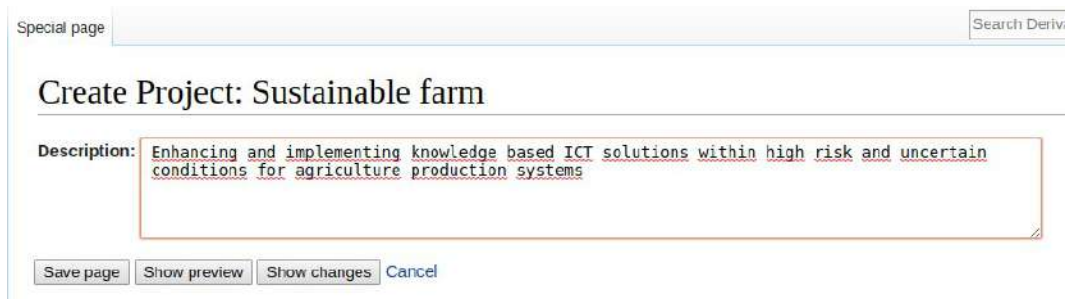 Special page
Search Deriva
Create Project: Sustainable farm
Description:
Enhancing and implementing knowledge based ICT solutions within high risk and uncertain
conditions for agriculture production systems
Save page Show preview Show changes Cancel